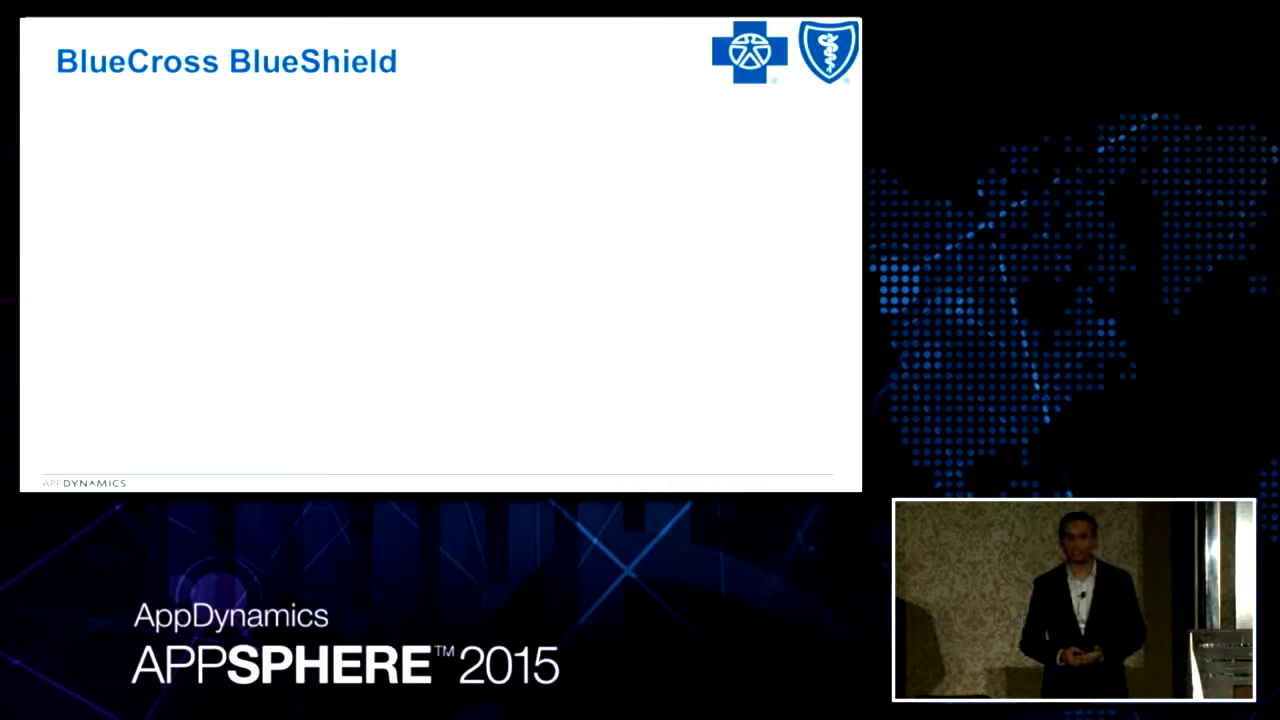 BlueCross BlueShield
®
®
APPDYNAMICS
AppDynamics
APPSPHERE™ 2015